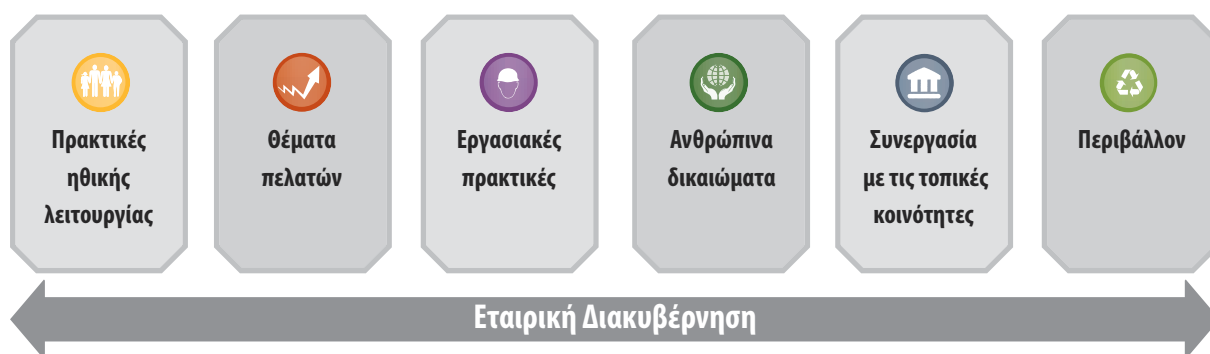 Πρακτικές
ηθικής
λειτουργίας
Θέματα
πελατών
Εργασιακές
πρακτικές
Ανθρώπινα
δικαιώματα
Συνεργασία
με τις τοπικές
κοινότητες
Περιβάλλον
Εταιρική Διακυβέρνηση